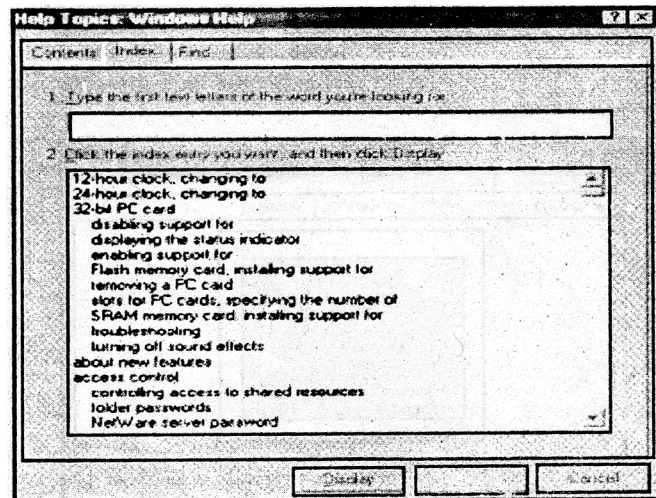 Help Topics: Windows Help
Contents Index Find
1 Type the first few letters of the word you're looking for
2 Click the index entry you want, and then click Display
12-hour clock, changing to
24-hour clock, changing to
32-bit PC card
disabling support for
displaying the status indicator
enabling support for
Flash memory card, installing support for
removing a PC card
slots for PC cards, specifying the number of
SRAM memory card, installing support for
troubleshooting
turning off sound effects
about new features
access control
controlling access to shared resources
folder passwords
NetWare server password
Display Cancel